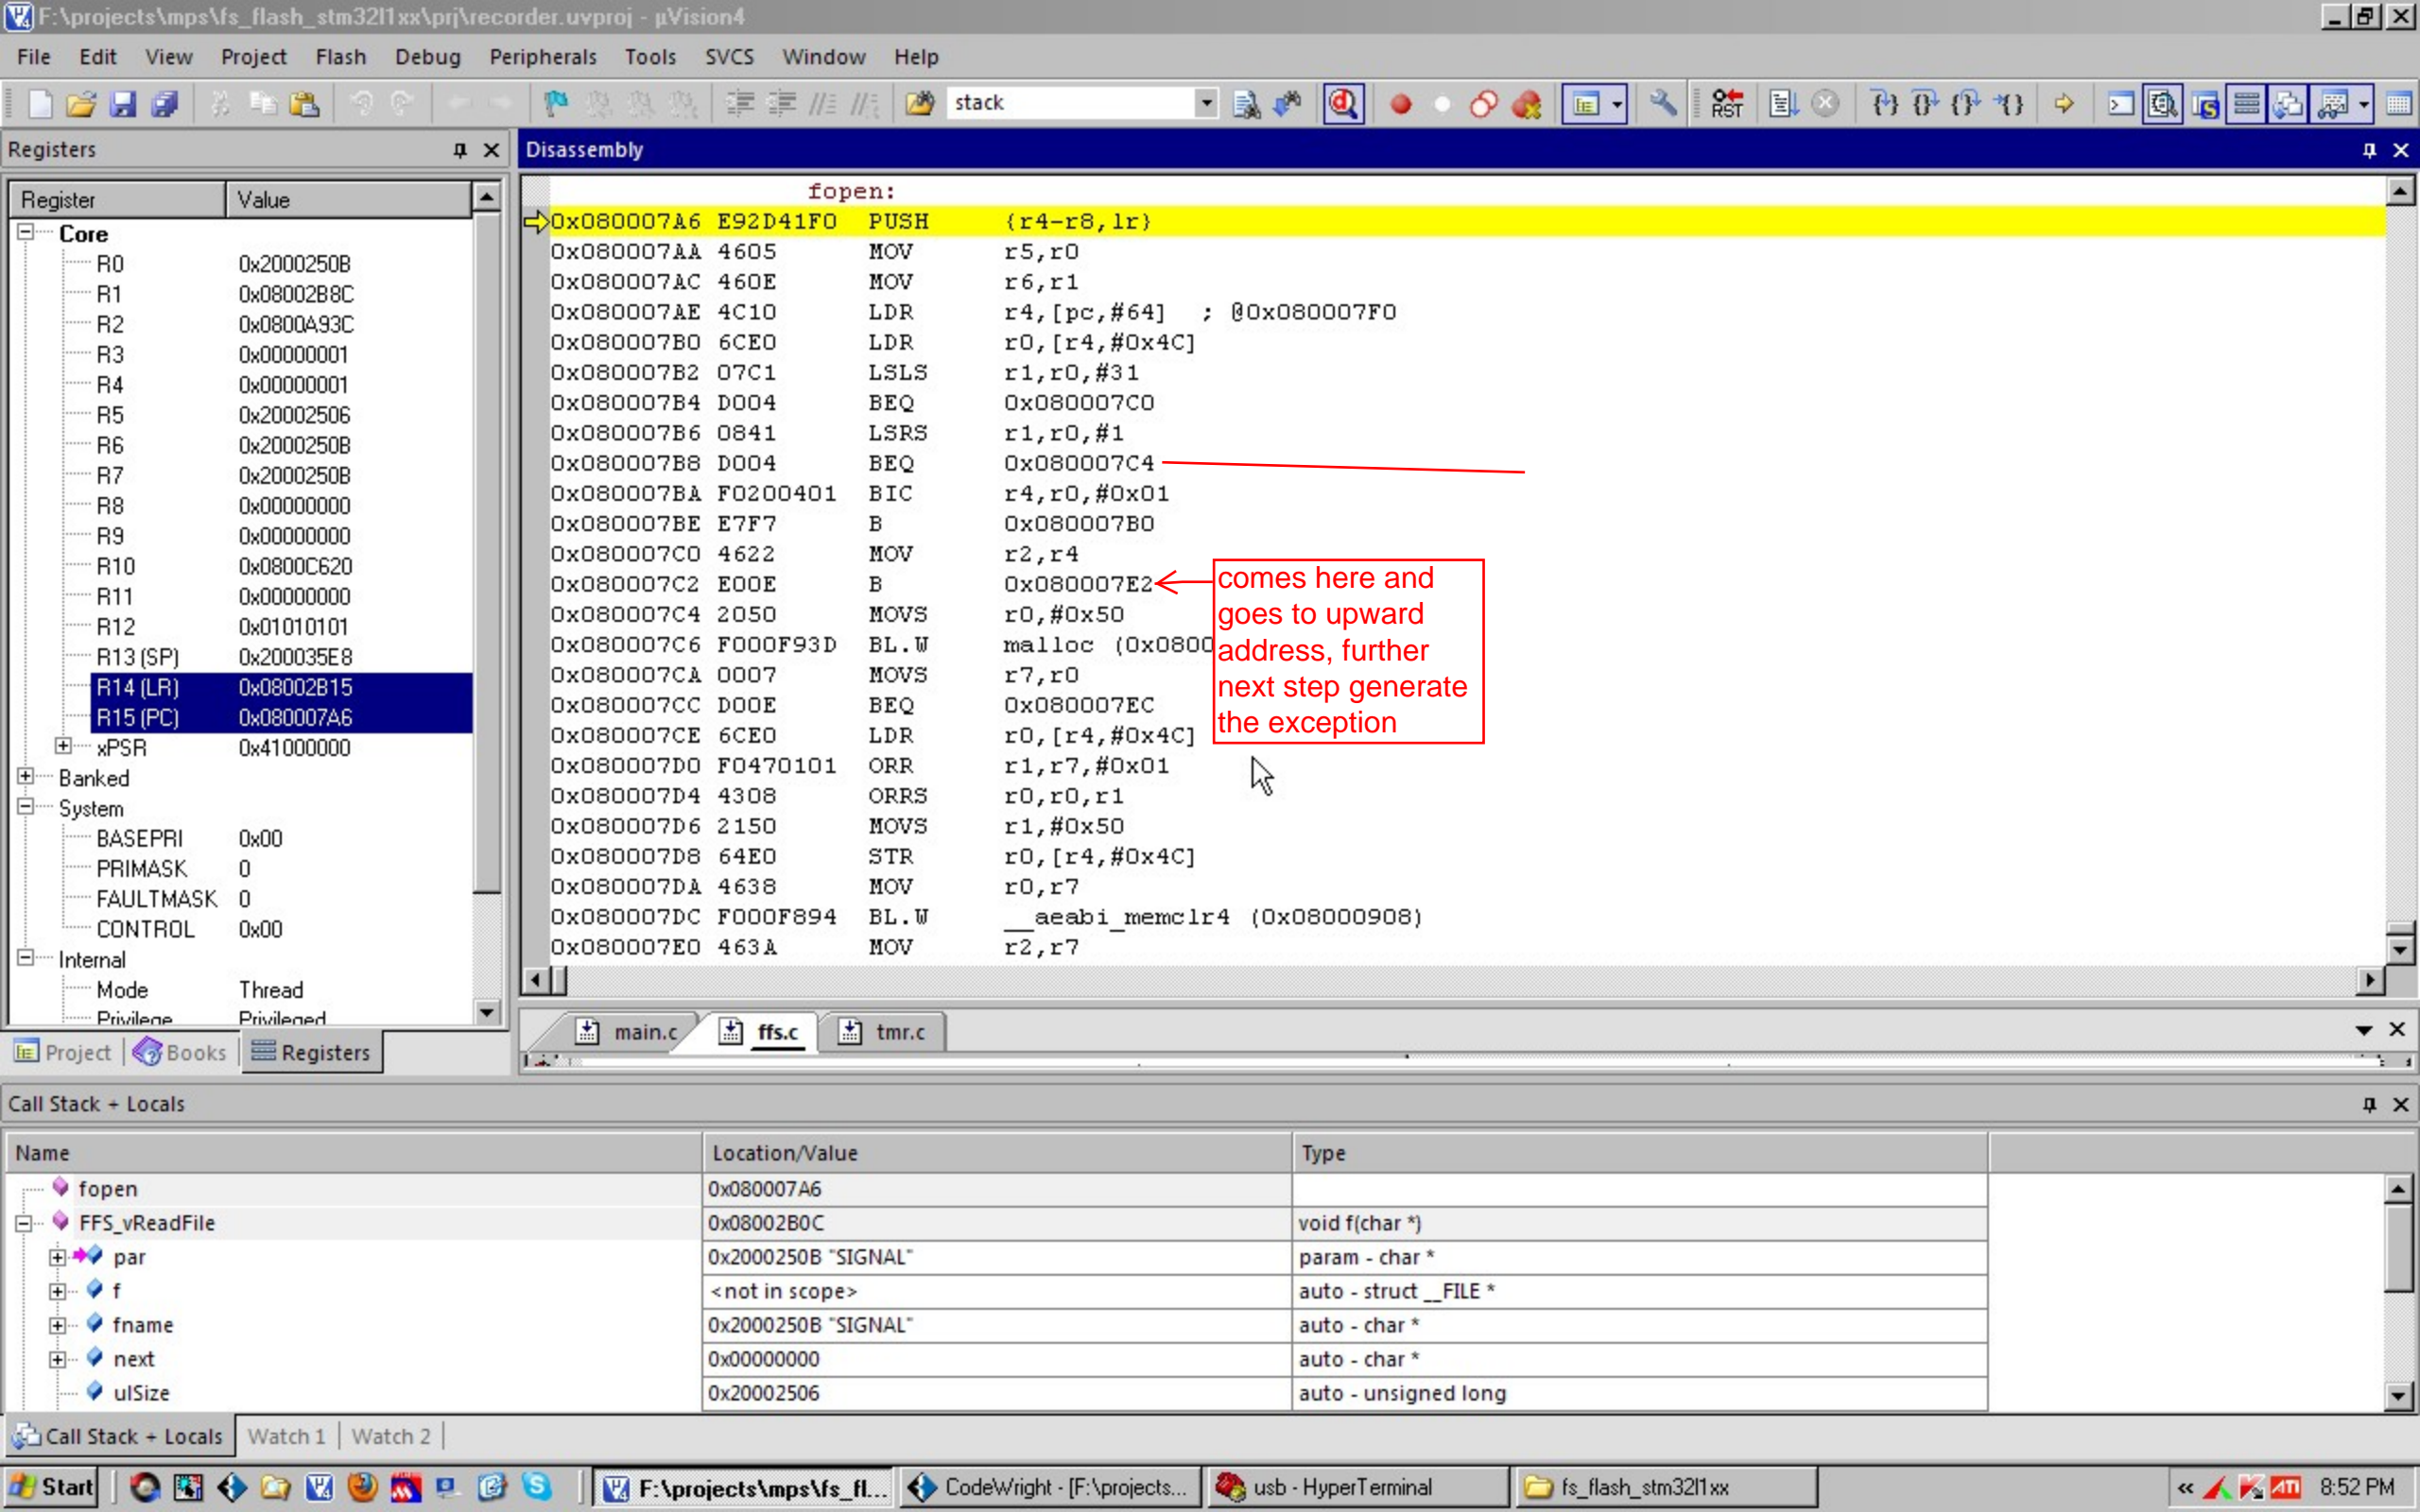 F:\projects\mps\fs_flash_stm32l1xx\prj\recorder.uvproj - µVision4
File Edit View Project Flash Debug Peripherals Tools SVCS Window Help
stack
RST
Registers
Disassembly
Register Value
Core
R0 0x2000250B
R1 0x08002B8C
R2 0x0800A93C
R3 0x00000001
R4 0x00000001
R5 0x20002506
R6 0x2000250B
R7 0x2000250B
R8 0x00000000
R9 0x00000000
R10 0x0800C620
R11 0x00000000
R12 0x01010101
R13 (SP) 0x200035E8
R14 (LR) 0x08002B15
R15 (PC) 0x080007A6
xPSR 0x41000000
Banked
System
BASEPRI 0x00
PRIMASK 0
FAULTMASK 0
CONTROL 0x00
Internal
Mode Thread
Privilege Privileged
Project Books Registers
fopen:
0x080007A6 E92D41F0 PUSH {r4-r8,lr}
0x080007AA 4605 MOV r5,r0
0x080007AC 460E MOV r6,r1
0x080007AE 4C10 LDR r4,[pc,#64] ; @0x080007F0
0x080007B0 6CE0 LDR r0,[r4,#0x4C]
0x080007B2 07C1 LSLS r1,r0,#31
0x080007B4 D004 BEQ 0x080007C0
0x080007B6 0841 LSRS r1,r0,#1
0x080007B8 D004 BEQ 0x080007C4
0x080007BA F0200401 BIC r4,r0,#0x01
0x080007BE E7F7 B 0x080007B0
0x080007C0 4622 MOV r2,r4
0x080007C2 E00E B 0x080007E2
0x080007C4 2050 MOVS r0,#0x50
0x080007C6 F000F93D BL.W malloc (0x0800
0x080007CA 0007 MOVS r7,r0
0x080007CC D00E BEQ 0x080007EC
0x080007CE 6CE0 LDR r0,[r4,#0x4C]
0x080007D0 F0470101 ORR r1,r7,#0x01
0x080007D4 4308 ORRS r0,r0,r1
0x080007D6 2150 MOVS r1,#0x50
0x080007D8 64E0 STR r0,[r4,#0x4C]
0x080007DA 4638 MOV r0,r7
0x080007DC F000F894 BL.W __aeabi_memclr4 (0x08000908)
0x080007E0 463A MOV r2,r7
comes here and
goes to upward
address, further
next step generate
the exception
main.c ffs.c tmr.c
Call Stack + Locals
Name Location/Value Type
fopen 0x080007A6
FFS_vReadFile 0x08002B0C void f(char *)
par 0x2000250B "SIGNAL" param - char *
f <not in scope> auto - struct __FILE *
fname 0x2000250B "SIGNAL" auto - char *
next 0x00000000 auto - char *
ulSize 0x20002506 auto - unsigned long
Call Stack + Locals Watch 1 Watch 2
Start F:\projects\mps\fs_fl... CodeWright - [F:\projects... usb - HyperTerminal fs_flash_stm32l1xx ATI 8:52 PM